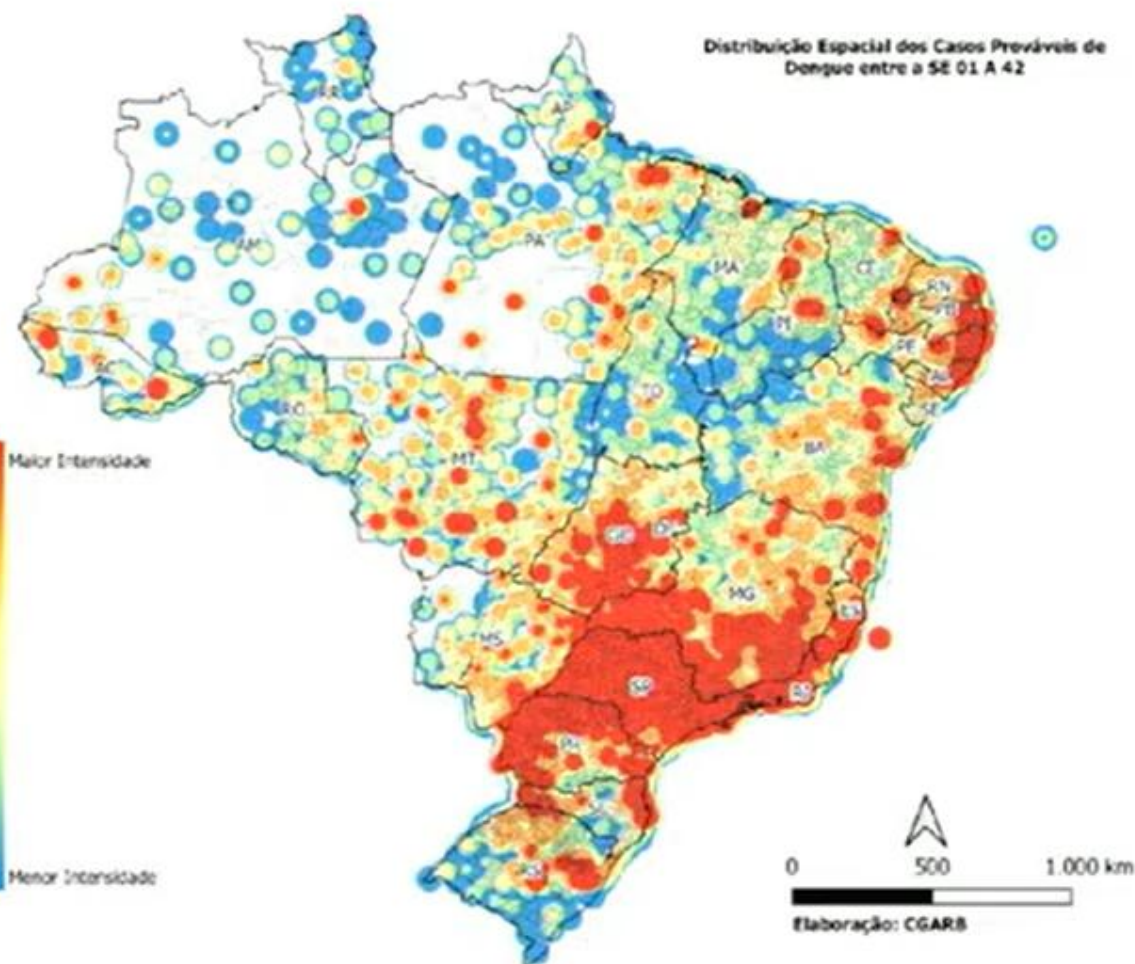 Distribuição Espacial dos Casos Prováveis de
Dengue entre a SE 01 A 42
RR
AP
AM
PA
MA
CE
RN
PB
PI
PE
AC
AL
TO
SE
RO
BA
MT
Maior Intensidade
GO
DF
MG
ES
MS
SP
RJ
PR
RS
Menor Intensidade
0 500 1.000 km
Elaboração: CGARB